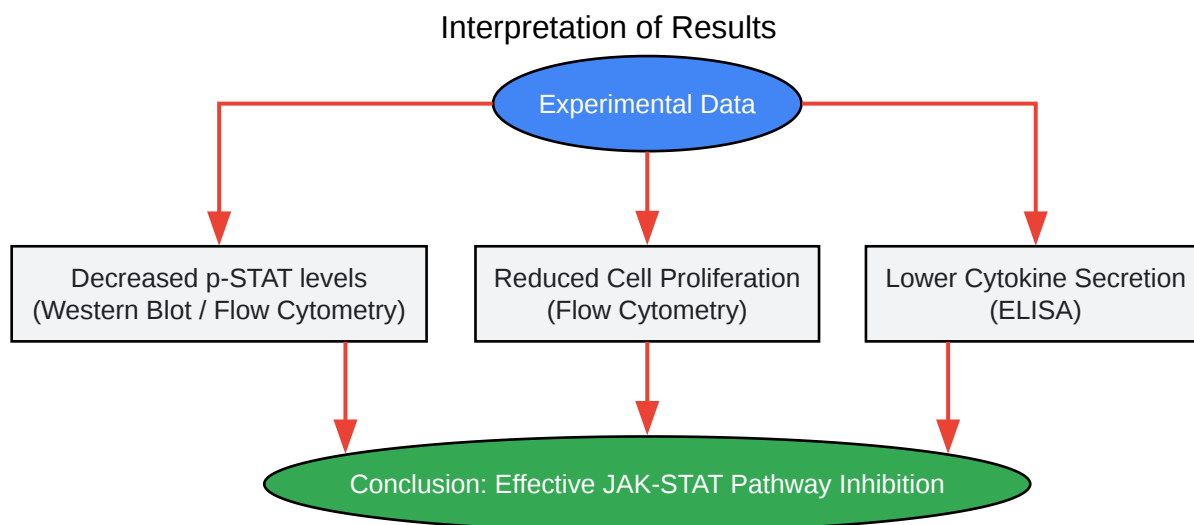 Interpretation of Results
Experimental Data
Decreased p-STAT levels
(Western Blot / Flow Cytometry)
Reduced Cell Proliferation
(Flow Cytometry)
Lower Cytokine Secretion
(ELISA)
Conclusion: Effective JAK-STAT Pathway Inhibition